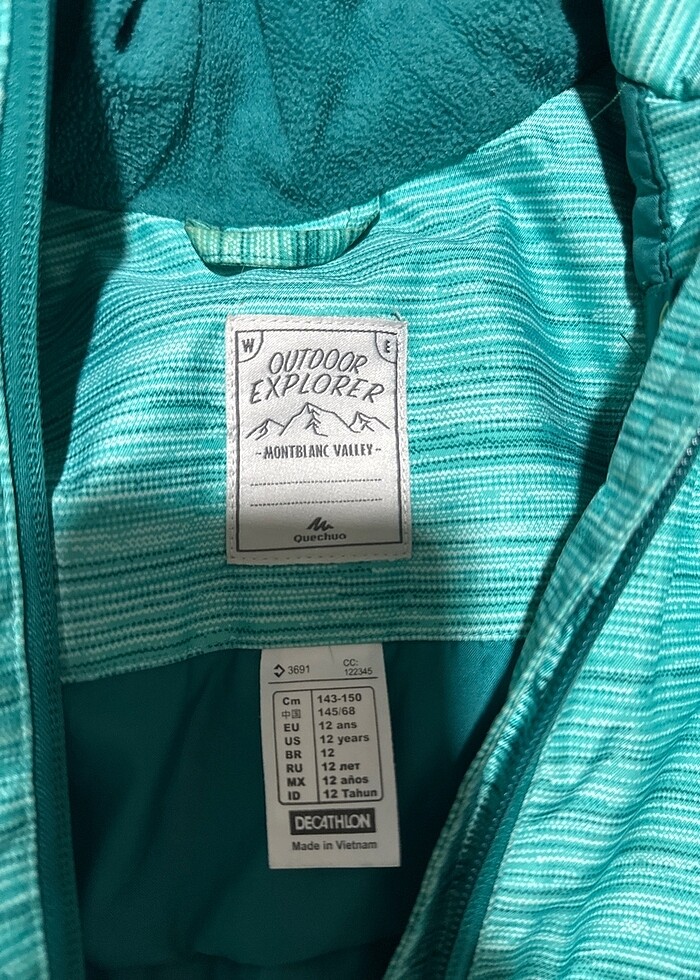 W E
OUTDOOR
EXPLORER
-MONTBLANC VALLEY-
Quechua
3691 CC:
122345
Cm 143-150
中国 145/68
EU 12 ans
US 12 years
BR 12
RU 12 лет
MX 12 años
ID 12 Tahun
DECATHLON
Made in Vietnam